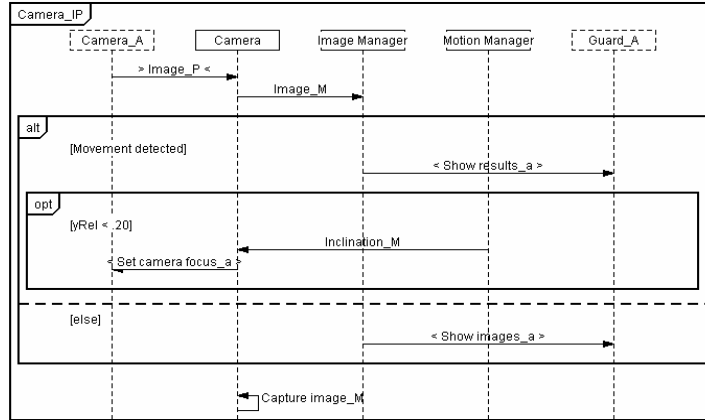 Camera_IP
Camera_A
Camera
Image Manager
Motion Manager
Guard_A
> Image_P <
Image_M
alt
[Movement detected]
< Show results_a >
opt
[yRel < .20]
Inclination_M
< Set camera focus_a >
[else]
< Show images_a >
Capture image_M